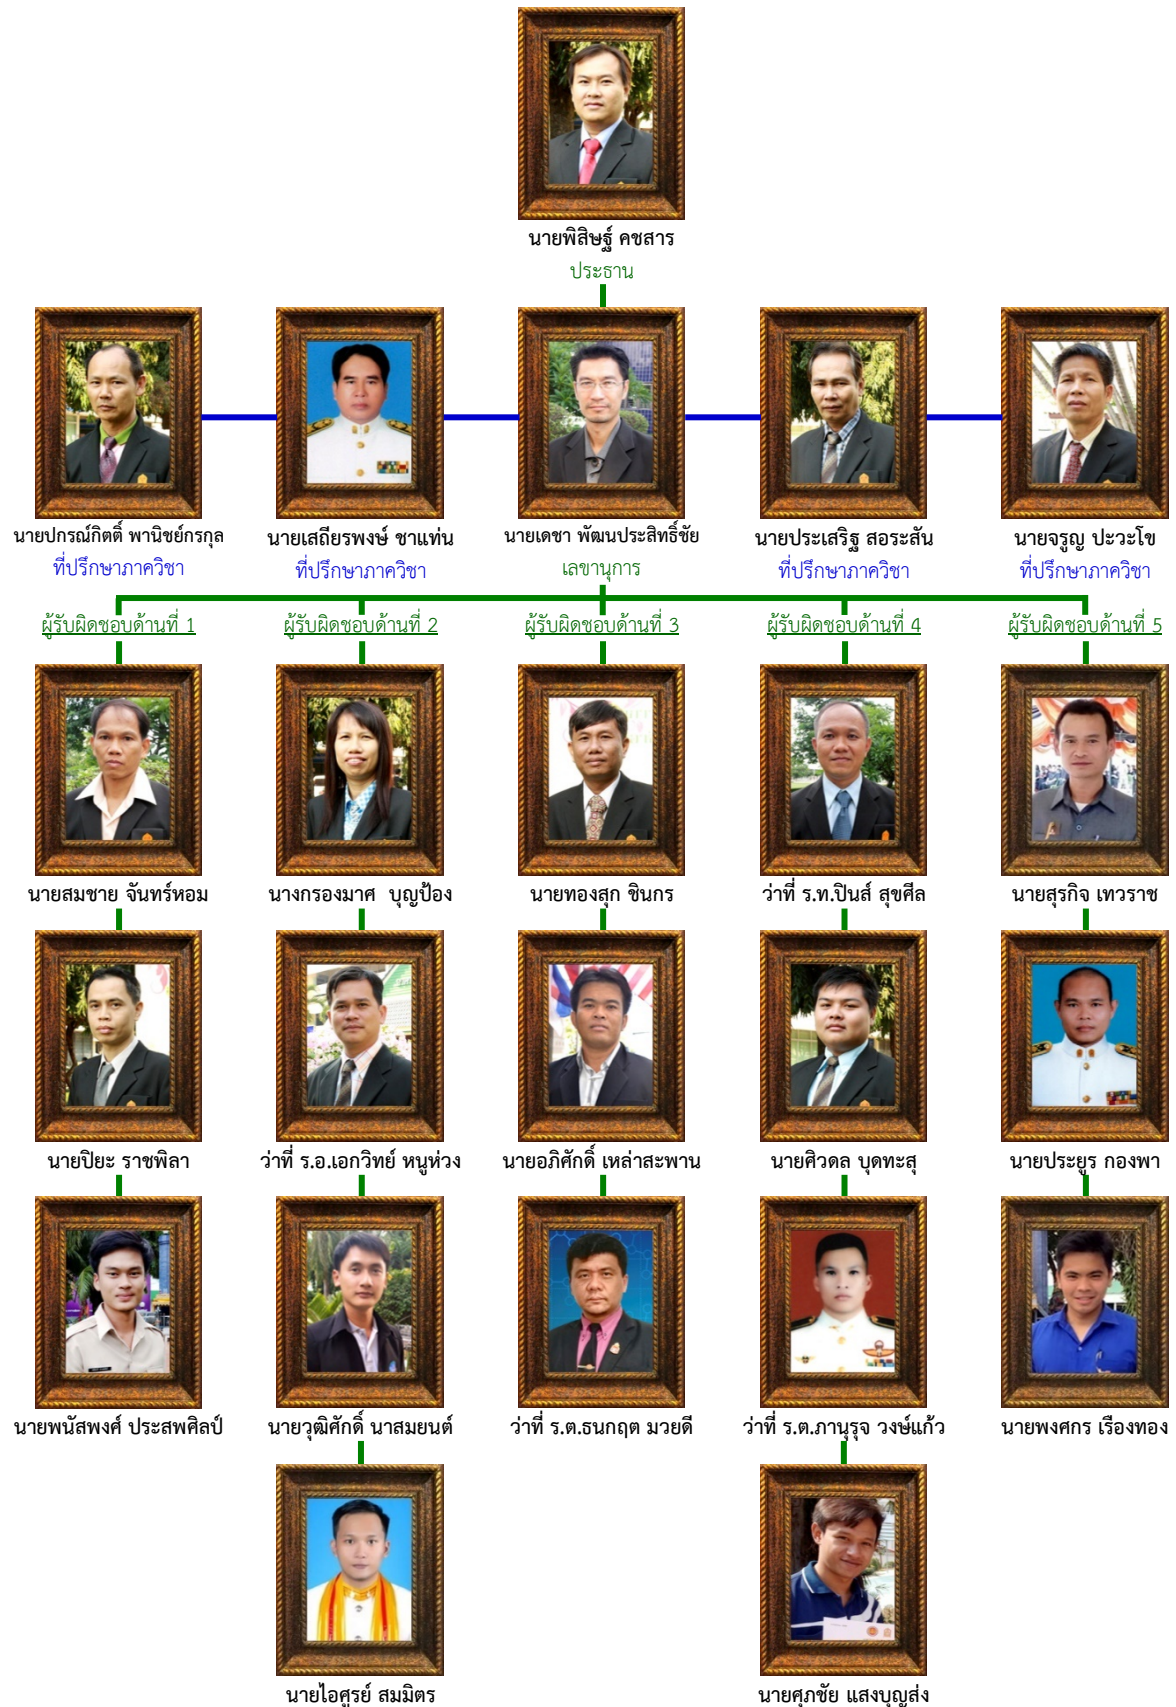 นายพิสิษฐ์ คชสาร
ประธาน
นายปกรณ์กิตติ์ พานิชย์กรกุล
นายเสถียรพงษ์ ชาแท่น
นายเดชา พัฒนประสิทธิ์ชัย
นายประเสริฐ สอระสัน
นายจรูญ ปะวะโข
ที่ปรึกษาภาควิชา
ที่ปรึกษาภาควิชา
เลขานุการ
ที่ปรึกษาภาควิชา
ที่ปรึกษาภาควิชา
ผู้รับผิดชอบด้านที่ 1
ผู้รับผิดชอบด้านที่ 2
ผู้รับผิดชอบด้านที่ 3
ผู้รับผิดชอบด้านที่ 4
ผู้รับผิดชอบด้านที่ 5
นายสมชาย จันทร์หอม
นางกรองมาศ บุญป้อง
นายทองสุก ชินกร
ว่าที่ ร.ท.ปินส์ สุขศีล
นายสุรกิจ เทวราช
นายปิยะ ราชพิลา
ว่าที่ ร.อ.เอกวิทย์ หนูห่วง
นายอภิศักดิ์ เหล่าสะพาน
นายศิวดล บุดทะสุ
นายประยูร กองพา
นายพนัสพงศ์ ประสพศิลป์
นายวุฒิศักดิ์ นาสมยนต์
ว่าที่ ร.ต.ธนกฤต มวยดี
ว่าที่ ร.ต.ภานุรุจ วงษ์แก้ว
นายพงศกร เรืองทอง
นายไอศูรย์ สมมิตร
นายศุภชัย แสงบุญส่ง